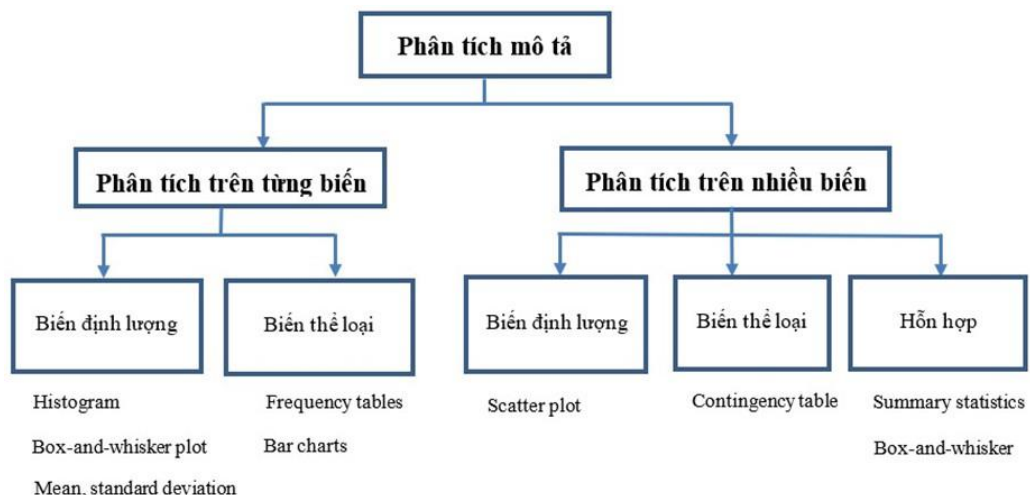 Phân tích mô tả
Phân tích trên từng biến
Phân tích trên nhiều biến
Biến định lượng
Biến thể loại
Biến định lượng
Biến thể loại
Hỗn hợp
Histogram
Frequency tables
Scatter plot
Contingency table
Summary statistics
Box-and-whisker plot
Bar charts
Box-and-whisker
Mean, standard deviation